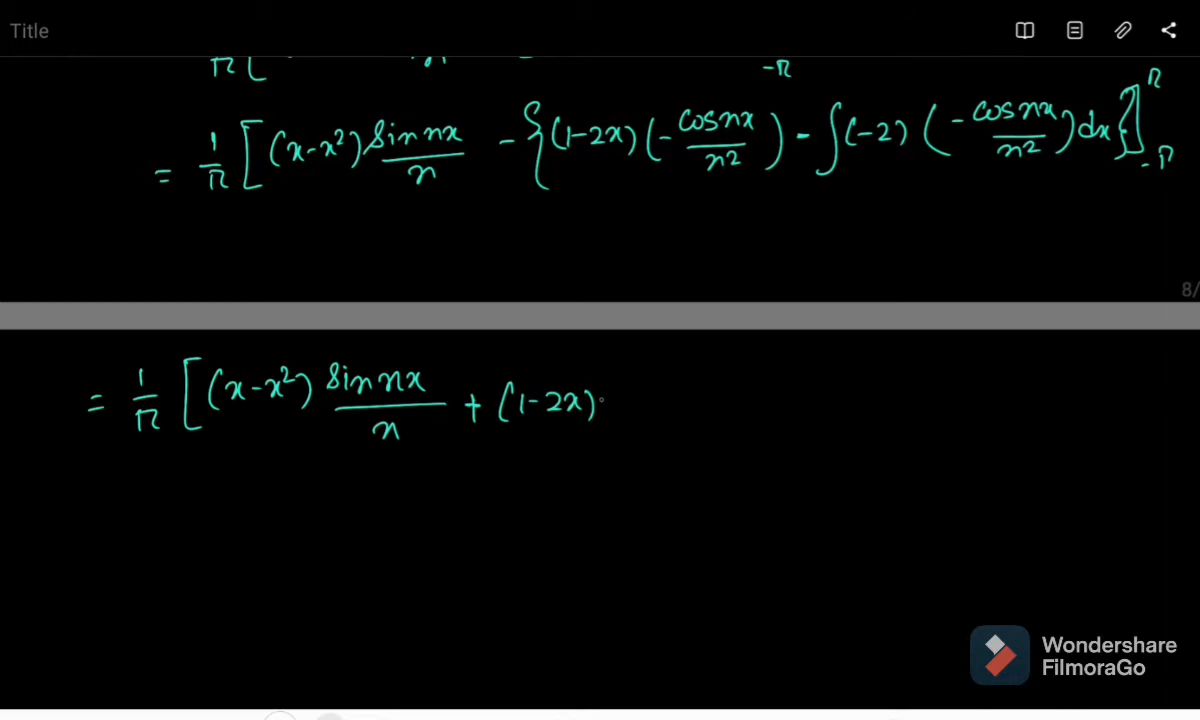 Title
π [ -π
= 1/π [ (x-x²) sin nx/n - { (1-2x) (- cos nx/n²) - ∫(-2) (- cos nx/n²) dx } ]^π_-π
8/
= 1/π [ (x-x²) sin nx/n + (1-2x)
Wondershare
FilmoraGo